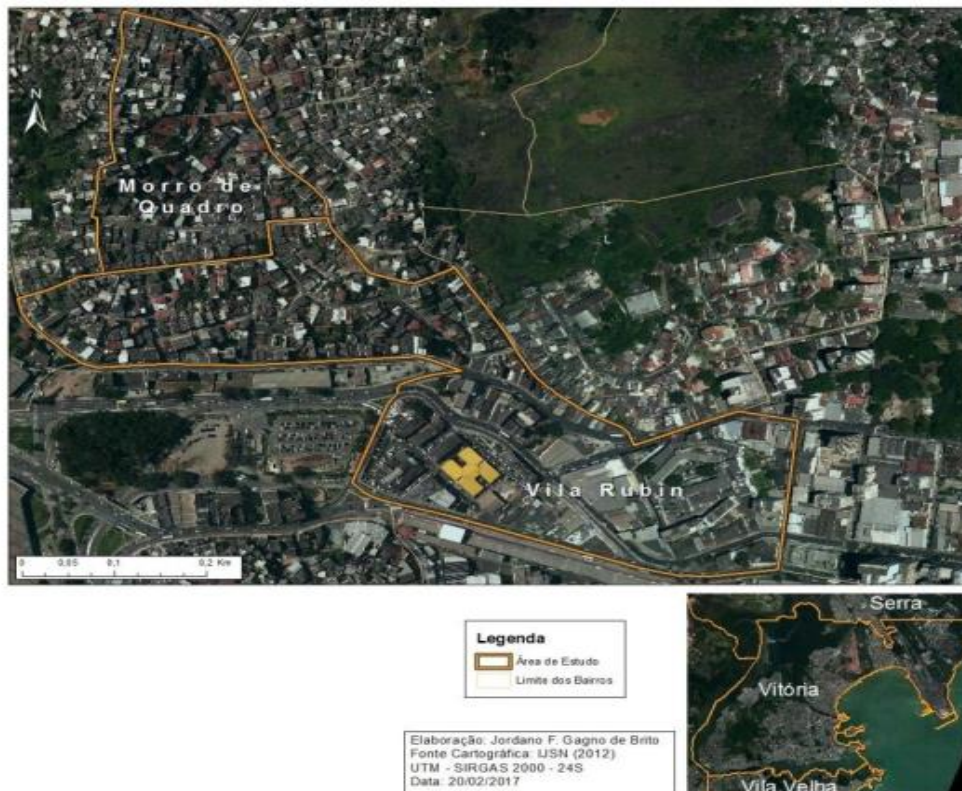 N
Morro de
Quadro
Vila Rubin
0 0,05 0,1 0,2 Km
Legenda
Área de Estudo
Limite dos Bairros
Elaboração: Jordano F. Gagno de Brito
Fonte Cartográfica: IJSN (2012)
UTM - SIRGAS 2000 - 24S
Data: 20/02/2017
Serra
Vitória
Vila Velha